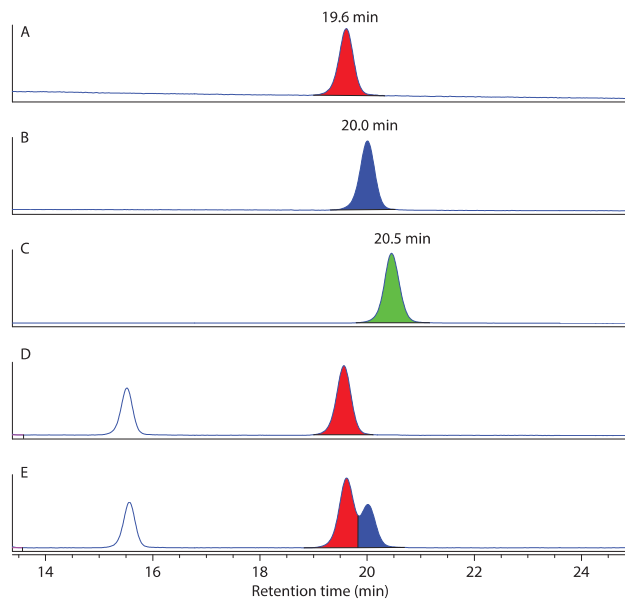 19.6 min
A
20.0 min
B
20.5 min
C
D
E
14 16 18 20 22 24
Retention time (min)